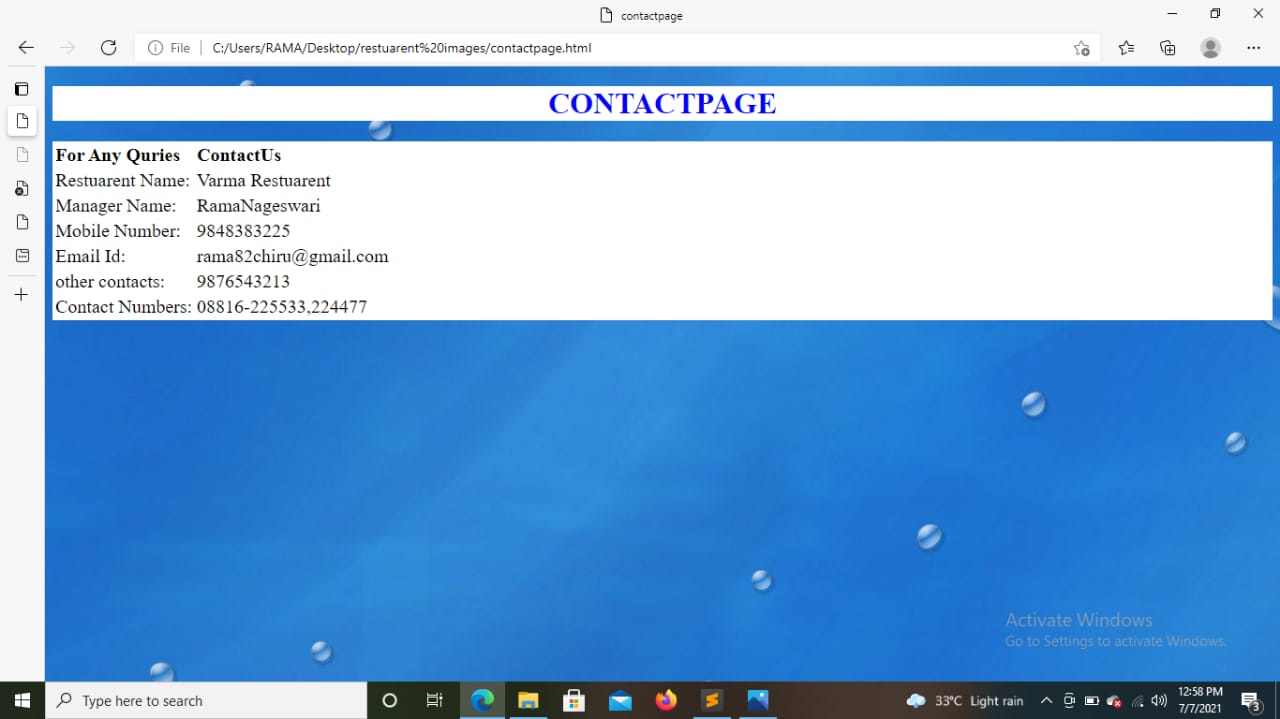 contactpage
File C:/Users/RAMA/Desktop/restuarent%20images/contactpage.html
CONTACTPAGE
For Any Quries ContactUs
Restuarent Name: Varma Restuarent
Manager Name: RamaNageswari
Mobile Number: 9848383225
Email Id: rama82chiru@gmail.com
other contacts: 9876543213
Contact Numbers: 08816-225533,224477
Activate Windows
Go to Settings to activate Windows.
Type here to search
33°C Light rain
12:58 PM
7/7/2021
3